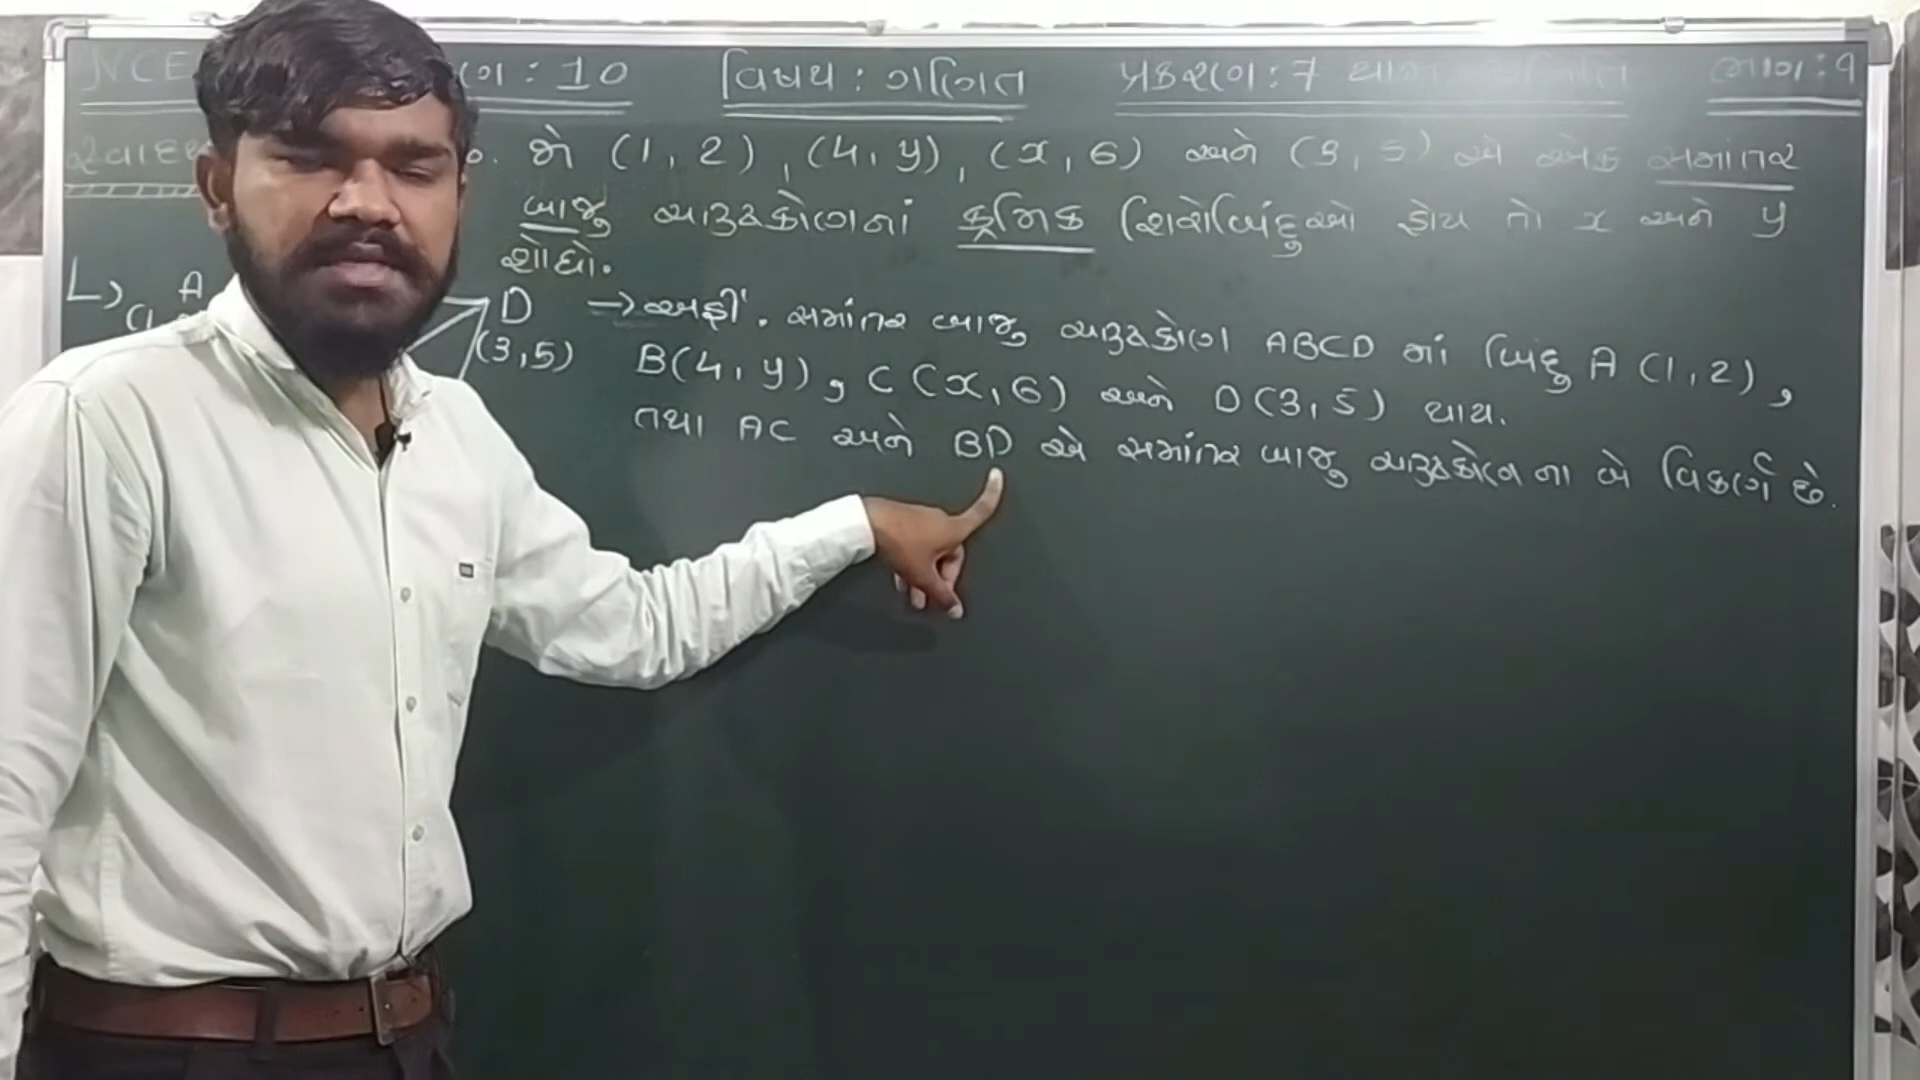 NCE ણ : 10 વિષય : ગણિત પ્રકરણ : 7 ભાગ : 9
જો (1, 2), (4, y), (x, 6) અને (3, 5) એ એક સમાંતર
બાજુ ચતુષ્કોણનાં ક્રમિક શિરોબિંદુઓ હોય તો x અને y
શોધો.
A
(1
D
(3,5)
→ અહીં, સમાંતર બાજુ ચતુષ્કોણ ABCD નાં બિંદુ A (1, 2),
B(4, y), C (x, 6) અને D(3, 5) થાય.
તથા AC અને BD એ સમાંતર બાજુ ચતુષ્કોણ ના બે વિકર્ણ છે.